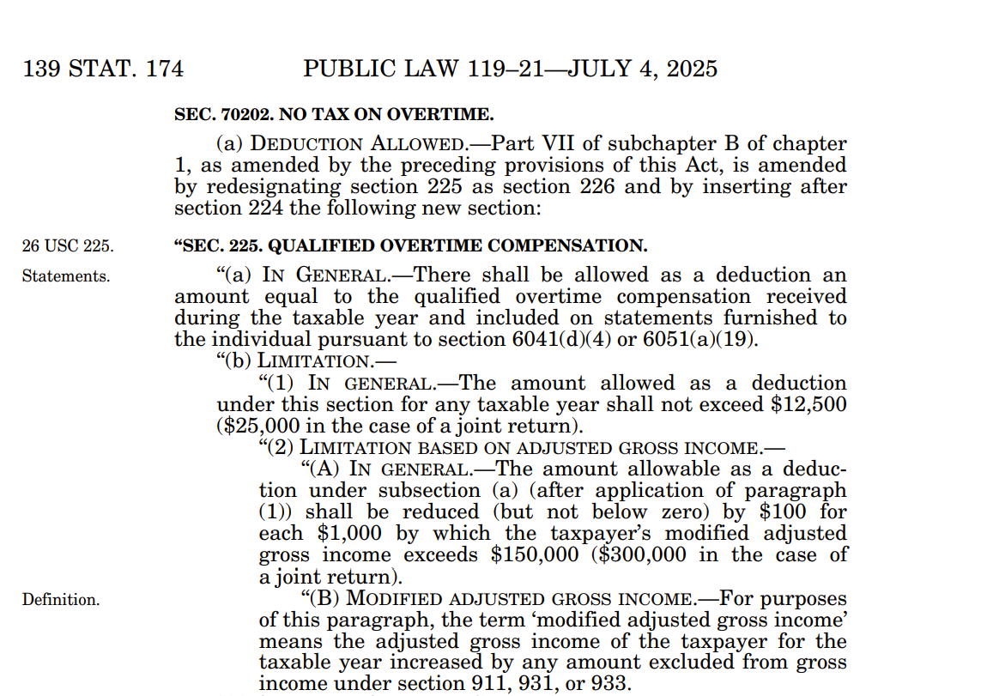 139 STAT. 174
PUBLIC LAW 119–21—JULY 4, 2025
SEC. 70202. NO TAX ON OVERTIME.
(a) DEDUCTION ALLOWED.—Part VII of subchapter B of chapter
1, as amended by the preceding provisions of this Act, is amended
by redesignating section 225 as section 226 and by inserting after
section 224 the following new section:
26 USC 225.
“SEC. 225. QUALIFIED OVERTIME COMPENSATION.
Statements.
“(a) IN GENERAL.—There shall be allowed as a deduction an
amount equal to the qualified overtime compensation received
during the taxable year and included on statements furnished to
the individual pursuant to section 6041(d)(4) or 6051(a)(19).
“(b) LIMITATION.—
“(1) IN GENERAL.—The amount allowed as a deduction
under this section for any taxable year shall not exceed $12,500
($25,000 in the case of a joint return).
“(2) LIMITATION BASED ON ADJUSTED GROSS INCOME.—
“(A) IN GENERAL.—The amount allowable as a deduc-
tion under subsection (a) (after application of paragraph
(1)) shall be reduced (but not below zero) by $100 for
each $1,000 by which the taxpayer’s modified adjusted
gross income exceeds $150,000 ($300,000 in the case of
a joint return).
Definition.
“(B) MODIFIED ADJUSTED GROSS INCOME.—For purposes
of this paragraph, the term ‘modified adjusted gross income’
means the adjusted gross income of the taxpayer for the
taxable year increased by any amount excluded from gross
income under section 911, 931, or 933.